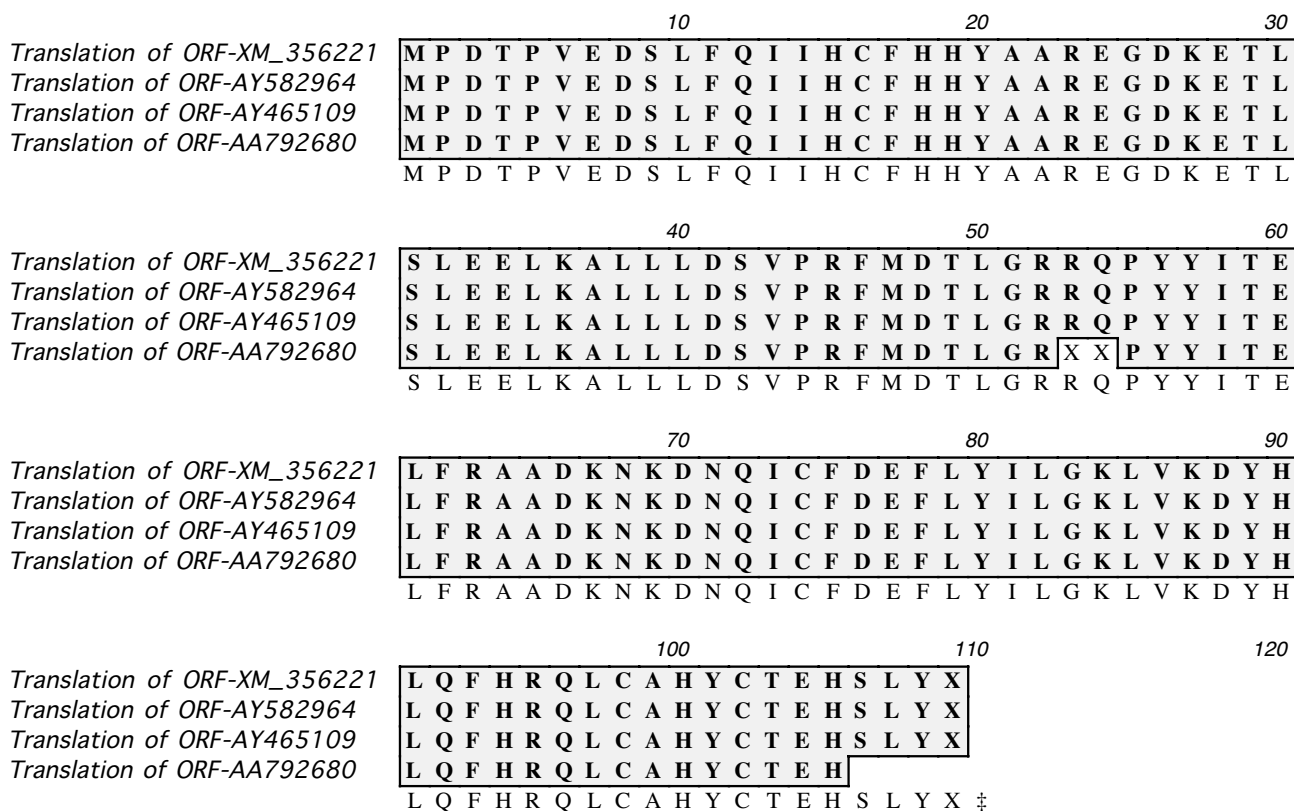 10 20 30
Translation of ORF-XM_356221 M P D T P V E D S L F Q I I H C F H H Y A A R E G D K E T L
Translation of ORF-AY582964 M P D T P V E D S L F Q I I H C F H H Y A A R E G D K E T L
Translation of ORF-AY465109 M P D T P V E D S L F Q I I H C F H H Y A A R E G D K E T L
Translation of ORF-AA792680 M P D T P V E D S L F Q I I H C F H H Y A A R E G D K E T L
M P D T P V E D S L F Q I I H C F H H Y A A R E G D K E T L
40 50 60
Translation of ORF-XM_356221 S L E E L K A L L L D S V P R F M D T L G R R Q P Y Y I T E
Translation of ORF-AY582964 S L E E L K A L L L D S V P R F M D T L G R R Q P Y Y I T E
Translation of ORF-AY465109 S L E E L K A L L L D S V P R F M D T L G R R Q P Y Y I T E
Translation of ORF-AA792680 S L E E L K A L L L D S V P R F M D T L G R X X P Y Y I T E
S L E E L K A L L L D S V P R F M D T L G R R Q P Y Y I T E
70 80 90
Translation of ORF-XM_356221 L F R A A D K N K D N Q I C F D E F L Y I L G K L V K D Y H
Translation of ORF-AY582964 L F R A A D K N K D N Q I C F D E F L Y I L G K L V K D Y H
Translation of ORF-AY465109 L F R A A D K N K D N Q I C F D E F L Y I L G K L V K D Y H
Translation of ORF-AA792680 L F R A A D K N K D N Q I C F D E F L Y I L G K L V K D Y H
L F R A A D K N K D N Q I C F D E F L Y I L G K L V K D Y H
100 110 120
Translation of ORF-XM_356221 L Q F H R Q L C A H Y C T E H S L Y X
Translation of ORF-AY582964 L Q F H R Q L C A H Y C T E H S L Y X
Translation of ORF-AY465109 L Q F H R Q L C A H Y C T E H S L Y X
Translation of ORF-AA792680 L Q F H R Q L C A H Y C T E H
L Q F H R Q L C A H Y C T E H S L Y X ‡